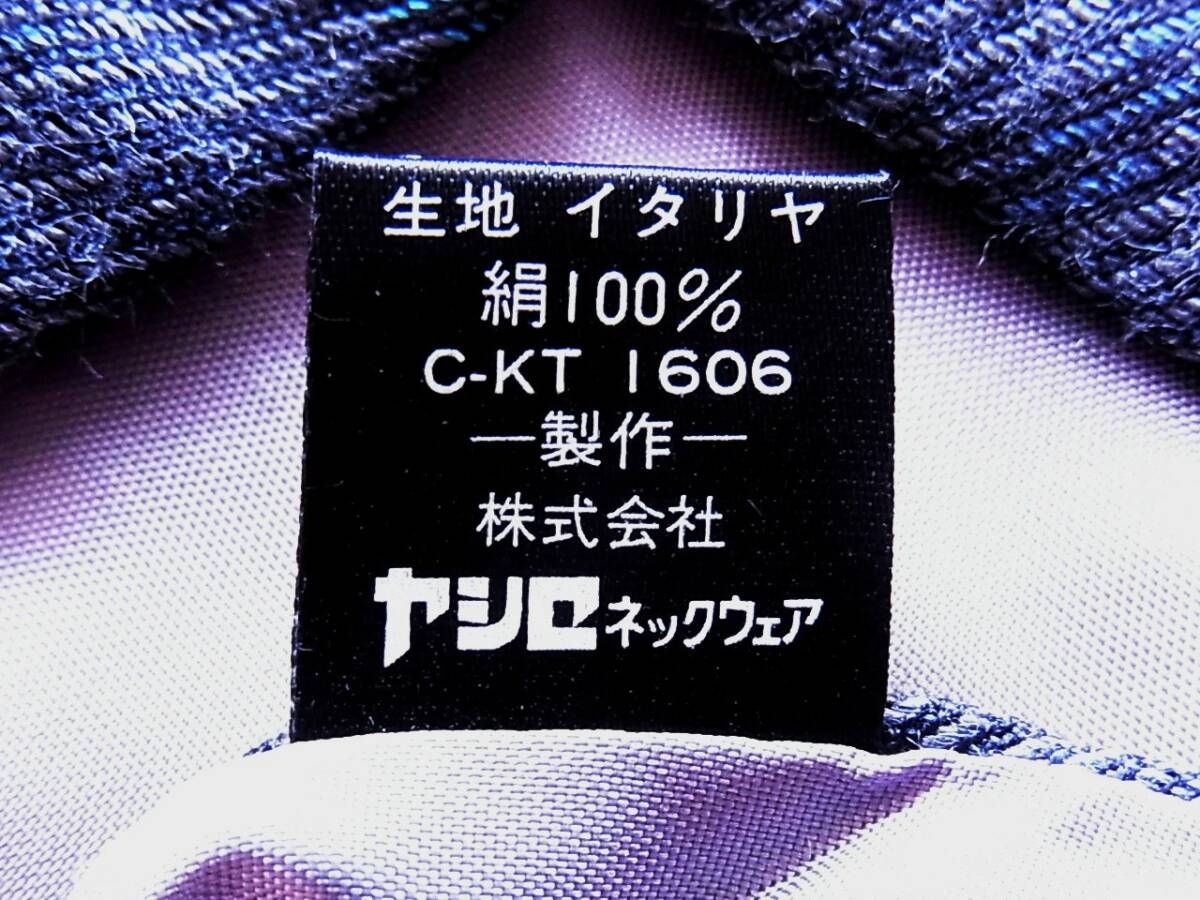 生地 イタリヤ
絹100%
C-KT 1606
—製作—
株式会社
ヤシロネックウェア